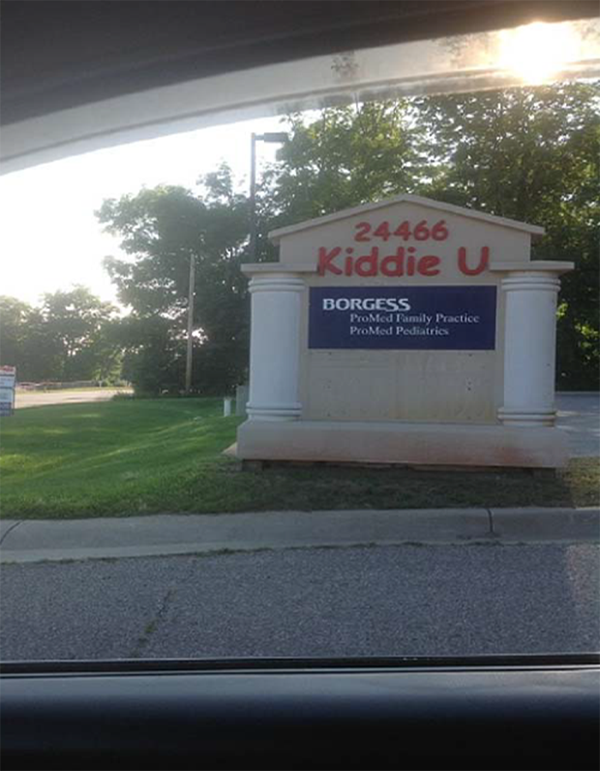 24466
Kiddie U
BORGESS
ProMed Family Practice
ProMed Pediatrics